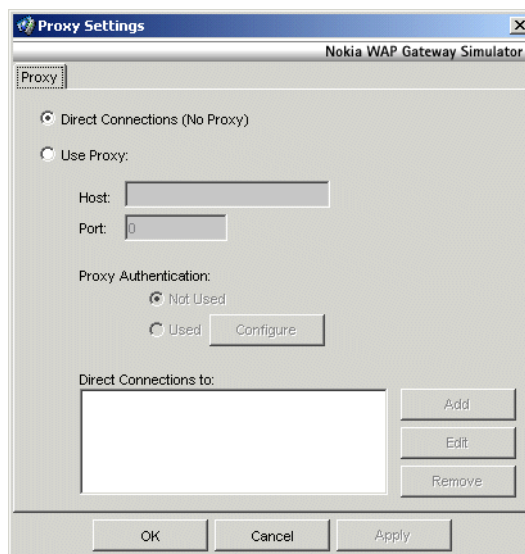 Proxy Settings
Nokia WAP Gateway Simulator
Proxy
Direct Connections (No Proxy)
Use Proxy:
Host:
Port: 0
Proxy Authentication:
Not Used
Used Configure
Direct Connections to:
Add
Edit
Remove
OK Cancel Apply